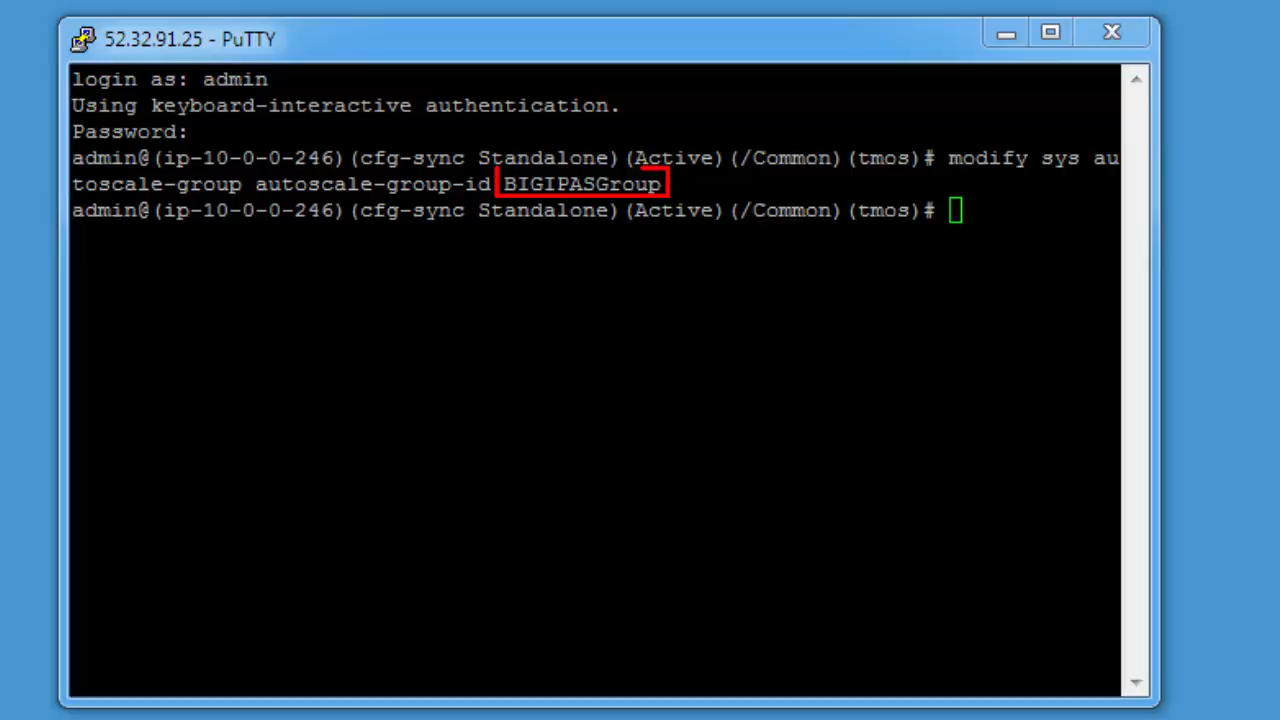 52.32.91.25 - PuTTY
login as: admin
Using keyboard-interactive authentication.
Password:
admin@(ip-10-0-0-246)(cfg-sync Standalone)(Active)(/Common)(tmos)# modify sys au
toscale-group autoscale-group-id BIGIPASGroup
admin@(ip-10-0-0-246)(cfg-sync Standalone)(Active)(/Common)(tmos)#